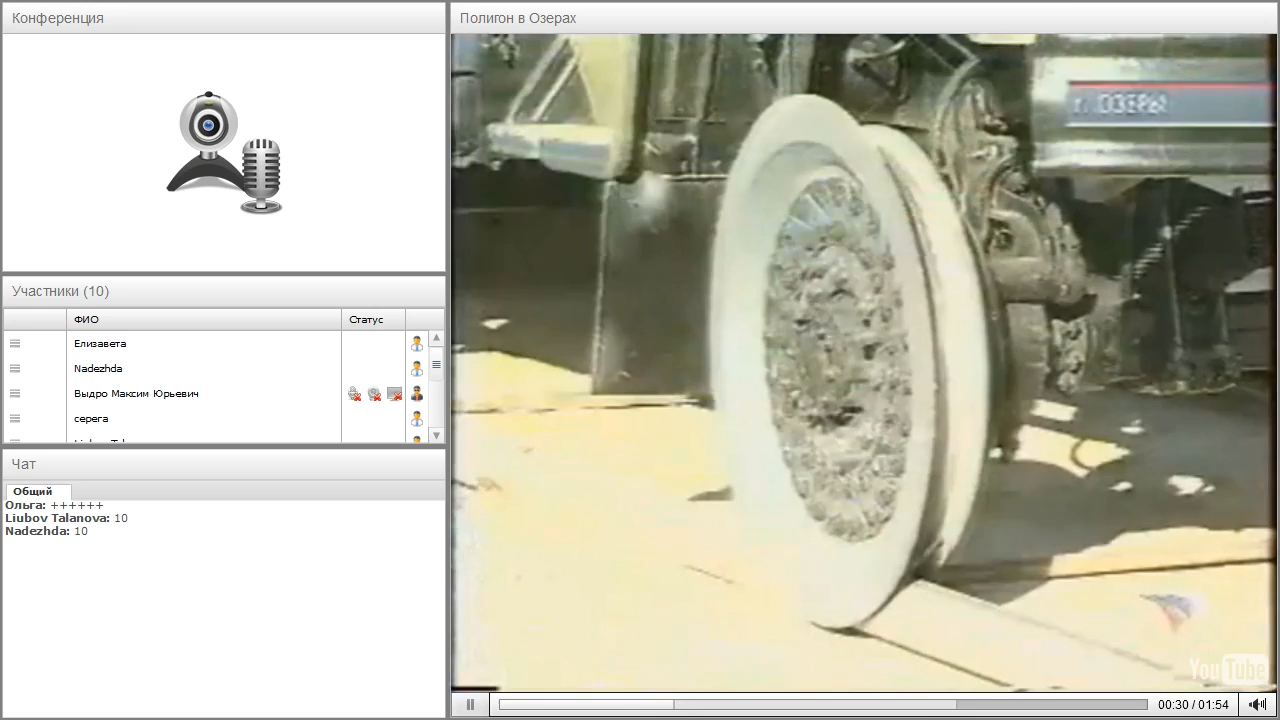 Конференция
Полигон в Озерах
г. ОЗЕРЫ
Участники (10)
ФИО
Статус
Елизавета
Nadezhda
Выдро Максим Юрьевич
серега
Чат
Общий
Ольга: ++++++
Liubov Talanova: 10
Nadezhda: 10
YouTube
00:30 / 01:54